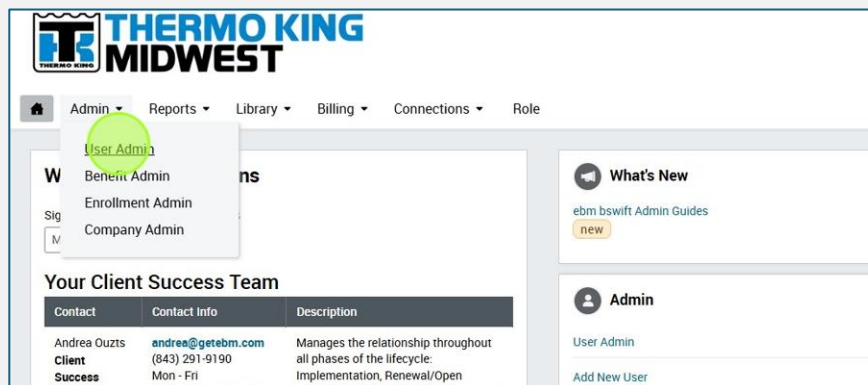 THERMO KING
MIDWEST
THERMO KING
Admin Reports Library Billing Connections Role
User Admin
Benefit Admin
Enrollment Admin
Company Admin
W ns
Sig
M
Your Client Success Team
Contact Contact Info Description
Andrea Ouzts andrea@getebm.com Manages the relationship throughout
Client (843) 291-9190 all phases of the lifecycle:
Success Mon - Fri Implementation, Renewal/Open
What's New
ebm bswift Admin Guides
new
Admin
User Admin
Add New User